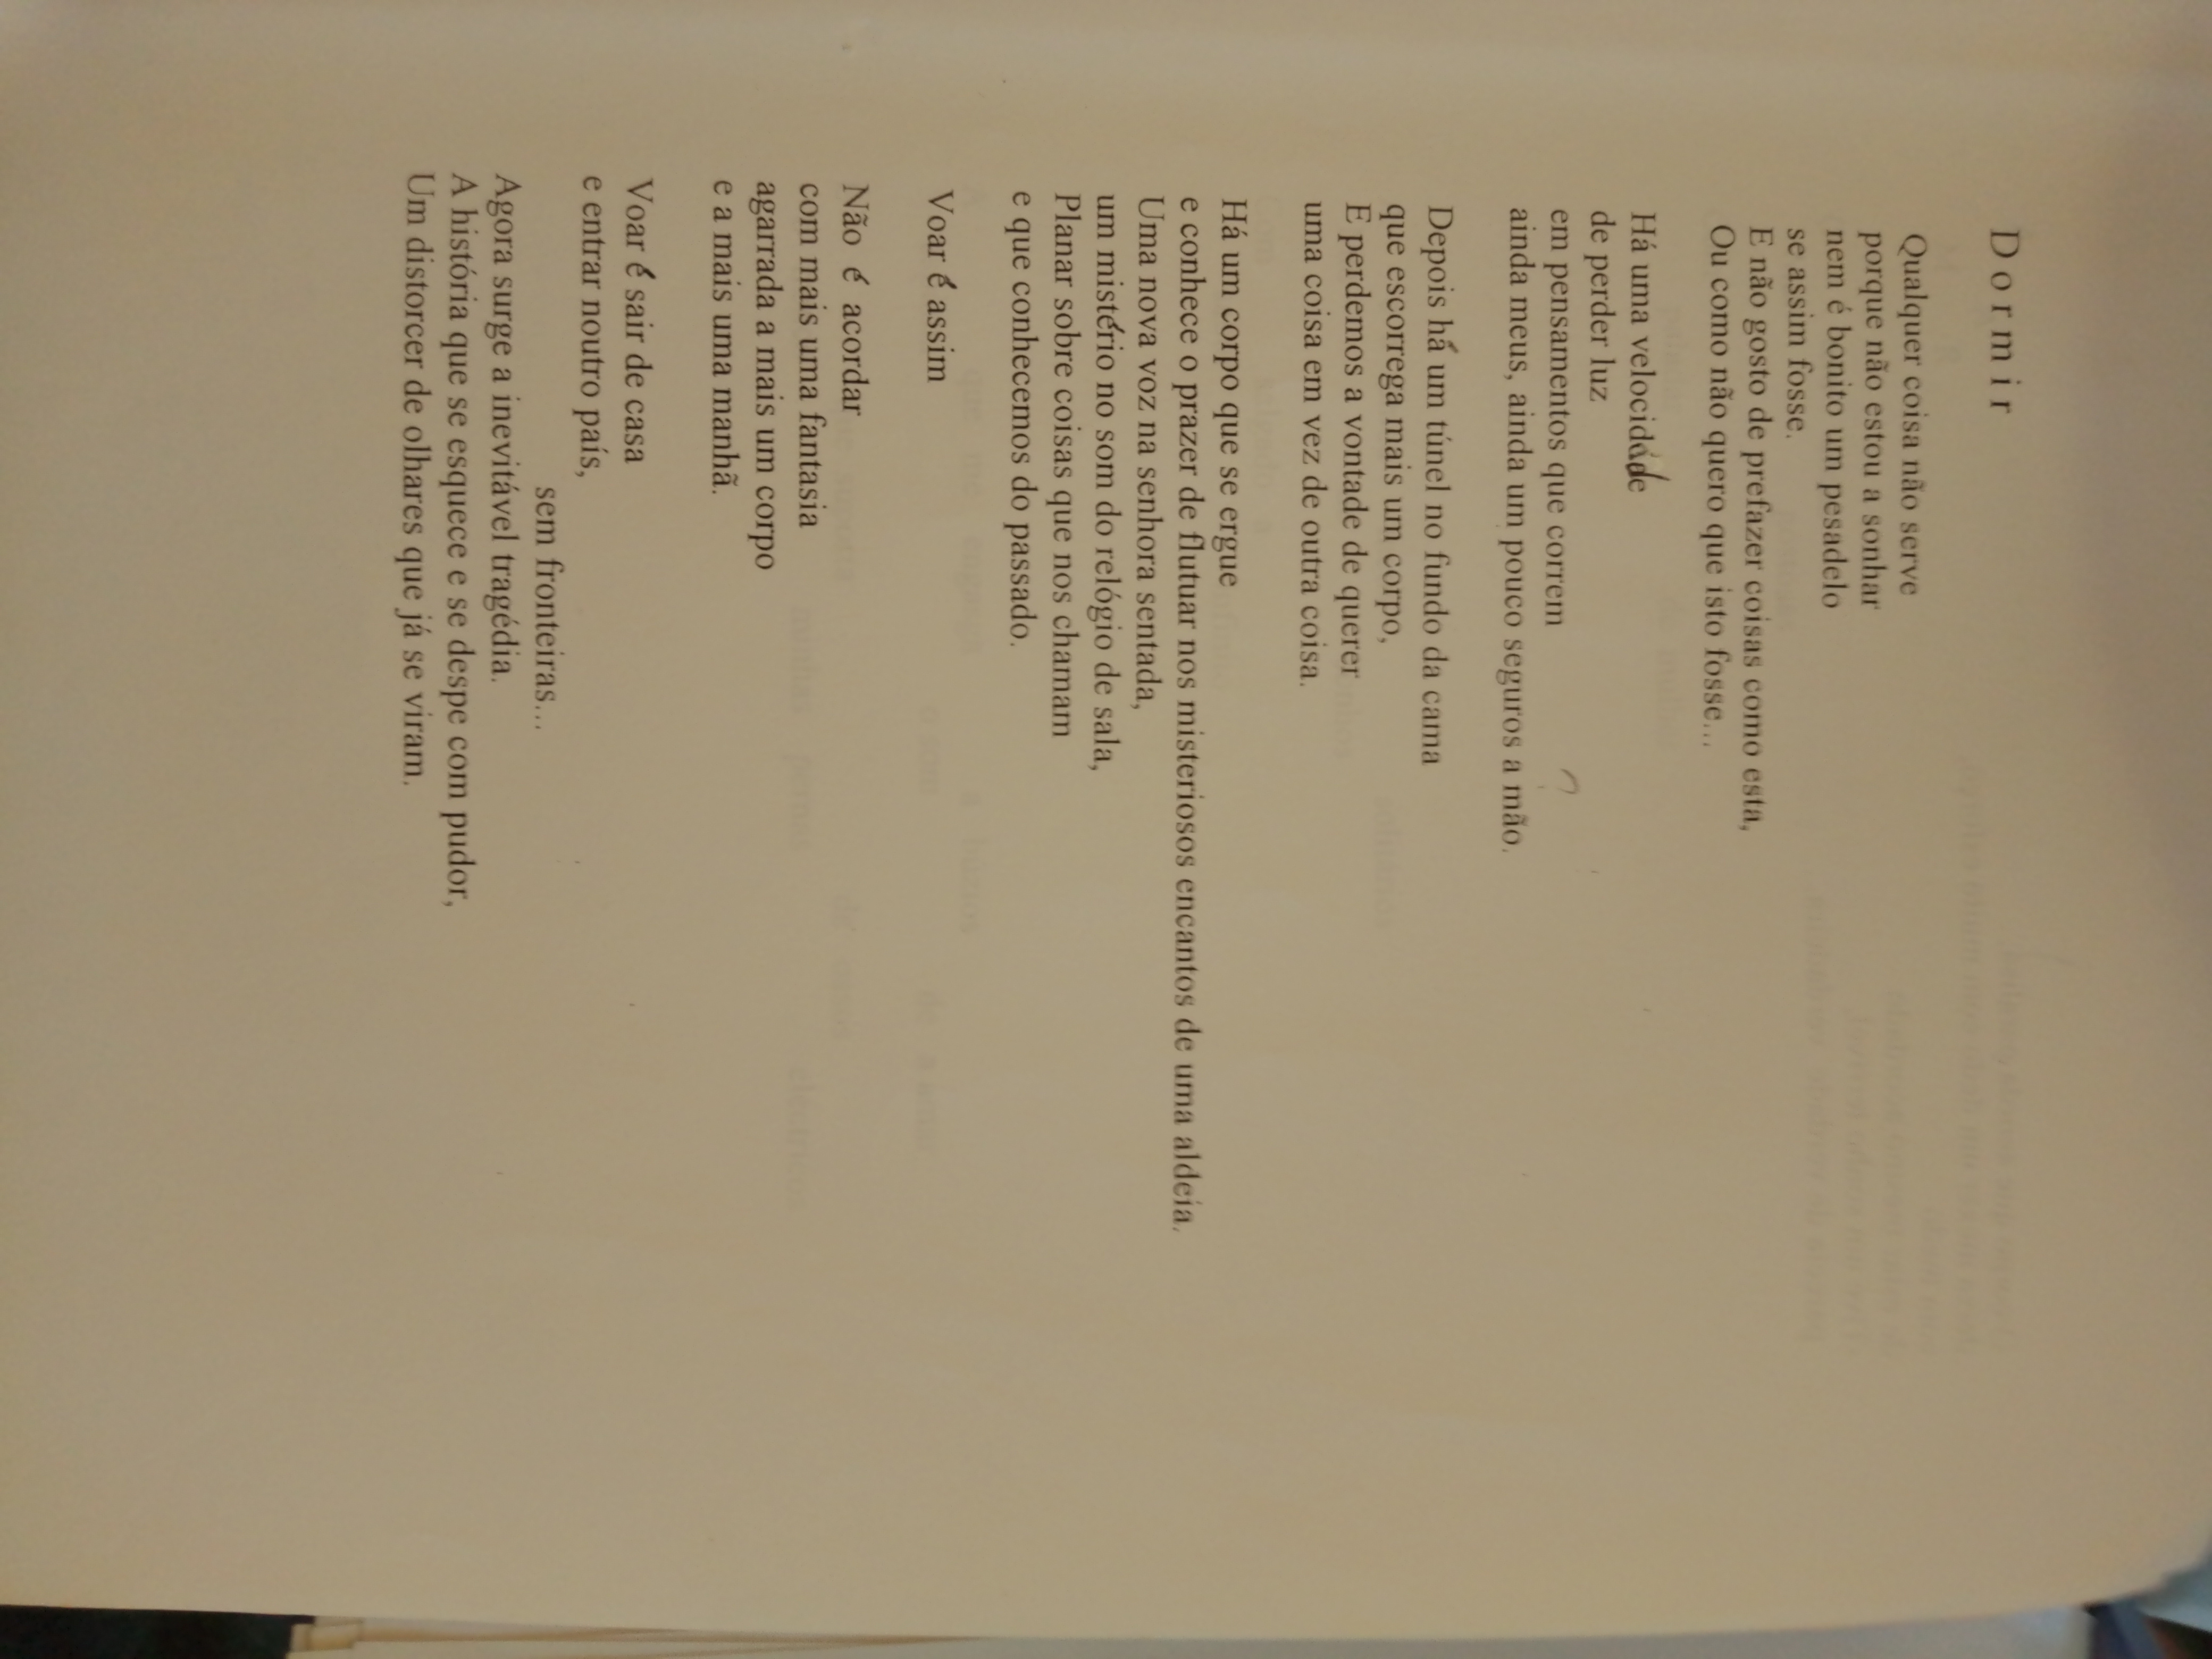 Dormir
Qualquer coisa não serve
porque não estou a sonhar
nem é bonito um pesadelo
se assim fosse.
E não gosto de prefazer coisas como esta,
Ou como não quero que isto fosse...
Há uma velocidade
de perder luz
em pensamentos que correm
ainda meus, ainda um pouco seguros a mão.
Depois há um túnel no fundo da cama
que escorrega mais um corpo,
E perdemos a vontade de querer
uma coisa em vez de outra coisa.
Há um corpo que se ergue
e conhece o prazer de flutuar nos misteriosos encantos de uma aldeia.
Uma nova voz na senhora sentada,
um mistério no som do relógio de sala,
Planar sobre coisas que nos chamam
e que conhecemos do passado.
Voar é assim
Não é acordar
com mais uma fantasia
agarrada a mais um corpo
e a mais uma manhã.
Voar é sair de casa
e entrar noutro país,
sem fronteiras...
Agora surge a inevitável tragédia.
A história que se esquece e se despe com pudor,
Um distorcer de olhares que já se viram.